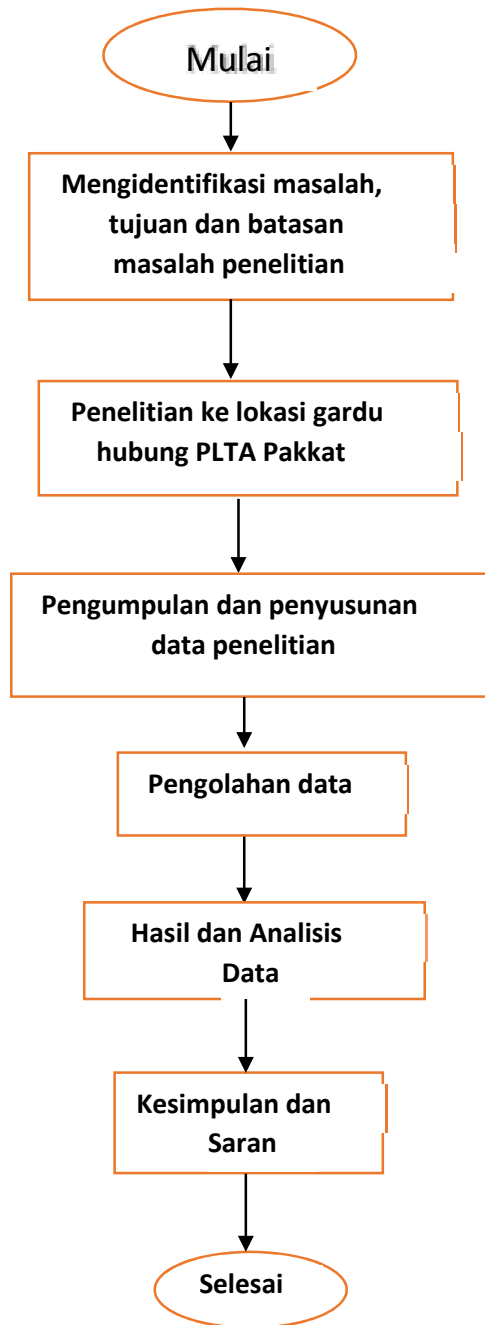 Mulai
Mengidentifikasi masalah,
tujuan dan batasan
masalah penelitian
Penelitian ke lokasi gardu
hubung PLTA Pakkat
Pengumpulan dan penyusunan
data penelitian
Pengolahan data
Hasil dan Analisis
Data
Kesimpulan dan
Saran
Selesai